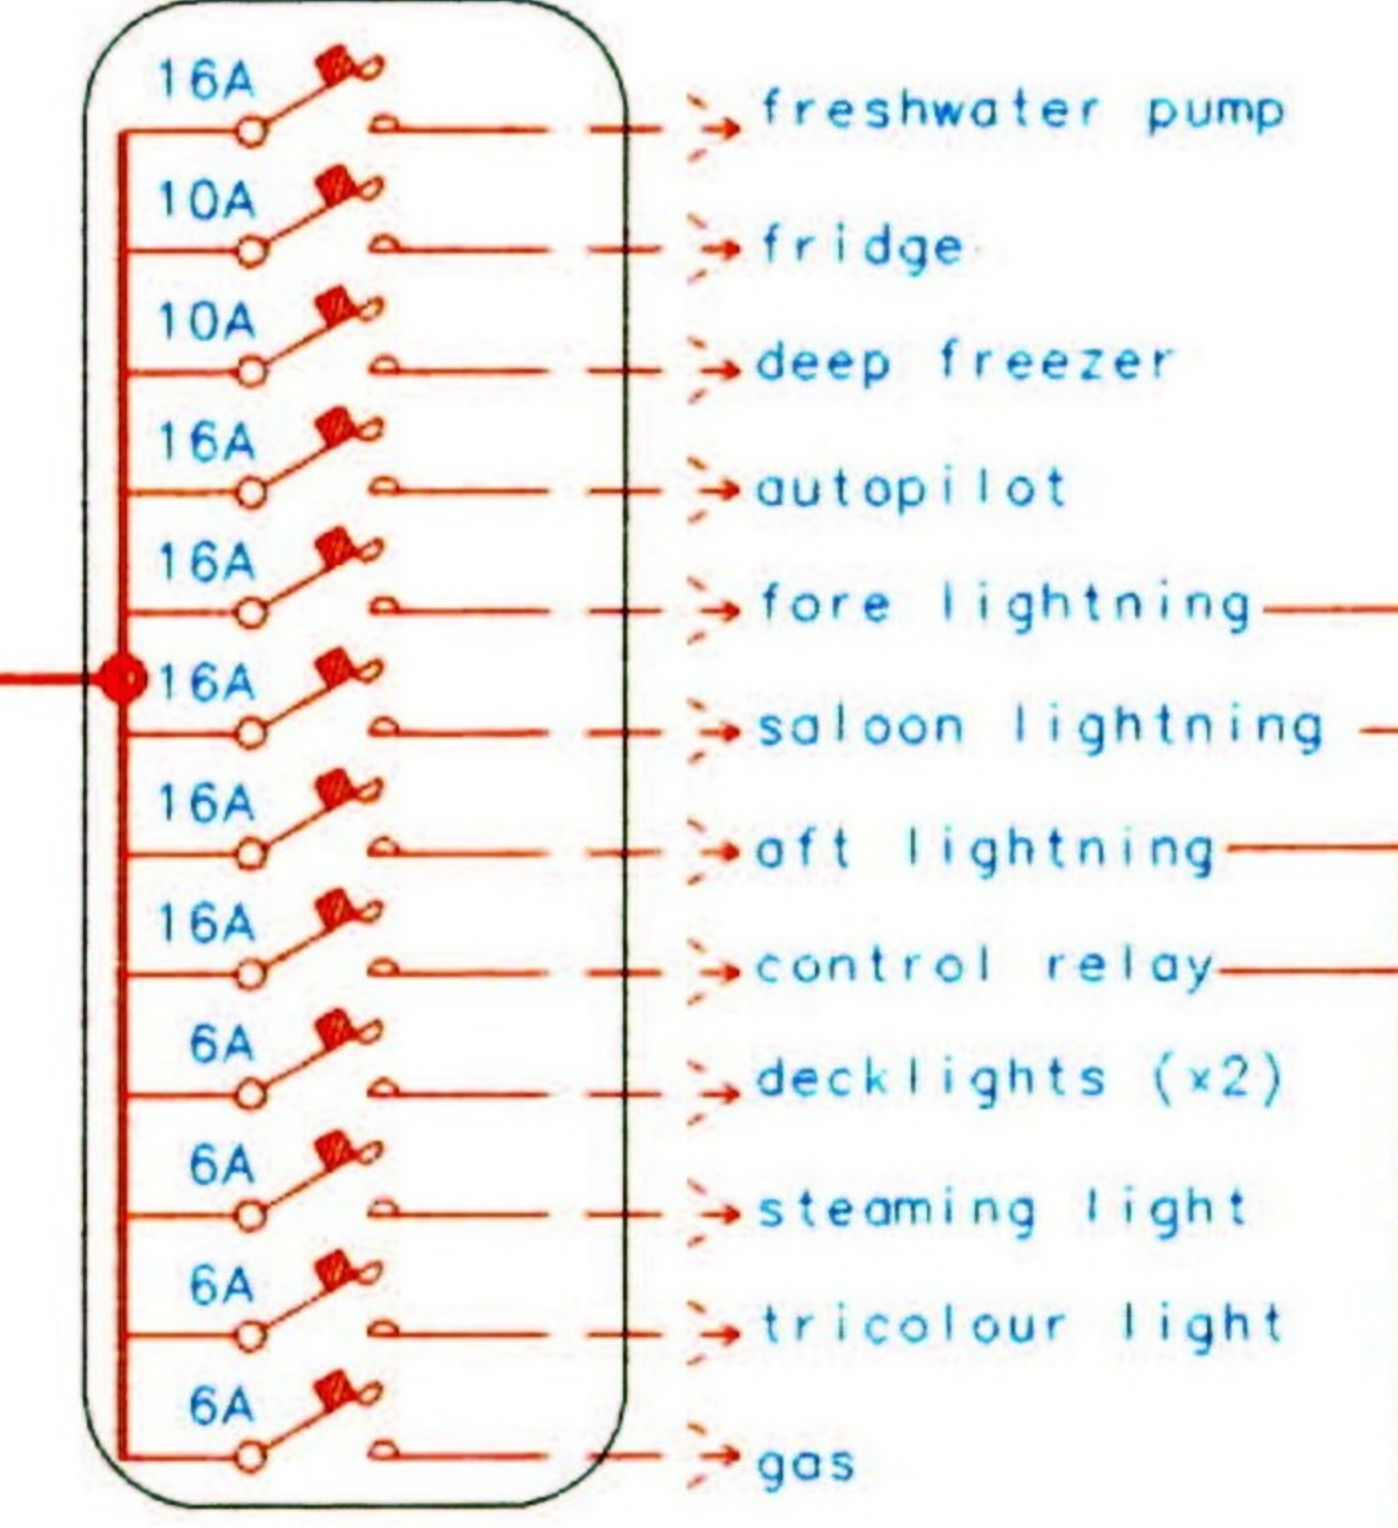 16A freshwater pump
10A fridge
10A deep freezer
16A autopilot
16A fore lightning
16A saloon lightning
16A aft lightning
16A control relay
6A decklights (x2)
6A steaming light
6A tricolour light
6A gas